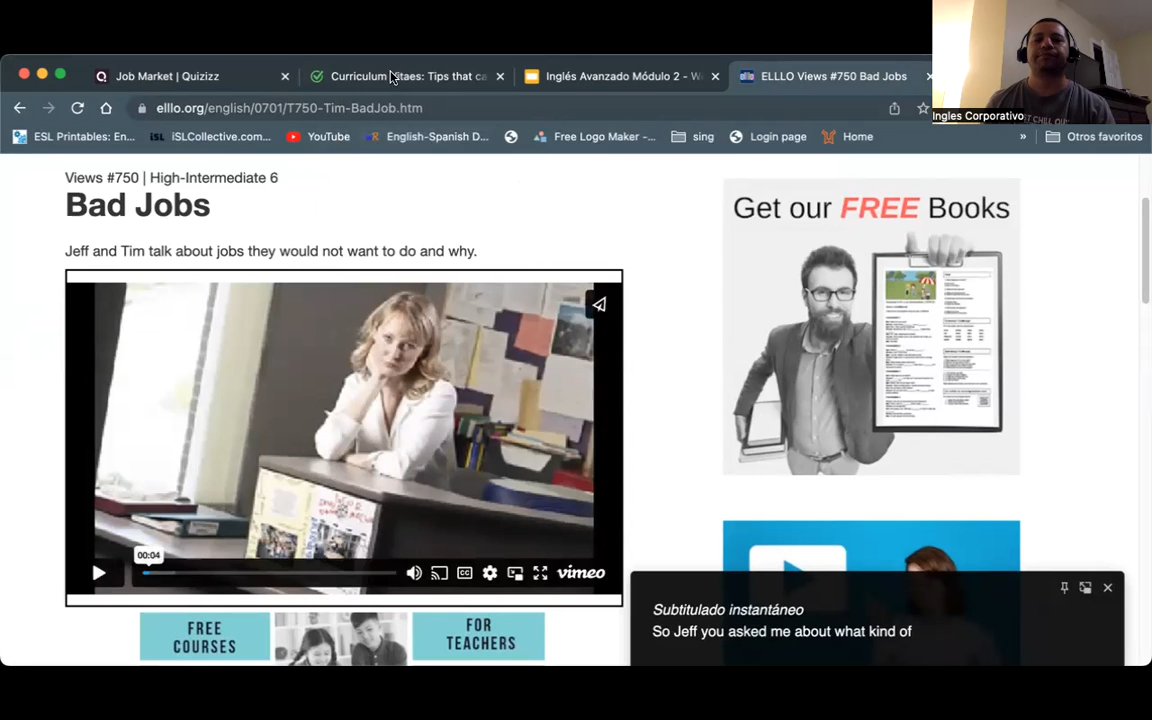 Job Market | Quizizz
Curriculum Vitaes: Tips that ca
Inglés Avanzado Módulo 2 - W
ELLLO Views #750 Bad Jobs
elllo.org/english/0701/T750-Tim-BadJob.htm
Ingles Corporativo
ESL Printables: En...
iSL
iSLCollective.com...
YouTube
English-Spanish D...
Free Logo Maker -...
sing
Login page
Home
»
Otros favoritos
Views #750 | High-Intermediate 6
Bad Jobs
Jeff and Tim talk about jobs they would not want to do and why.
Get our FREE Books
00:04
CC
vimeo
FREE
COURSES
FOR
TEACHERS
Subtitulado instantáneo
So Jeff you asked me about what kind of